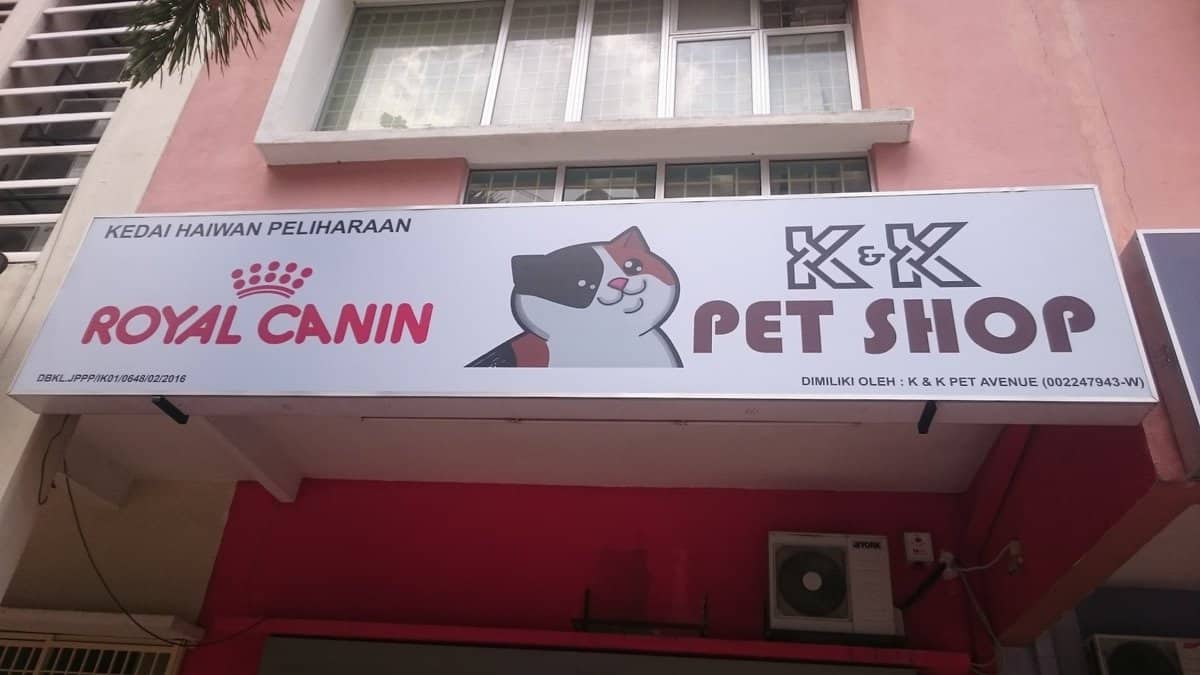 KEDAI HAIWAN PELIHARAAN
ROYAL CANIN
DBKL.JPPP/IK01/0648/02/2016
K & K
PET SHOP
DIMILIKI OLEH : K & K PET AVENUE (002247943-W)
YORK